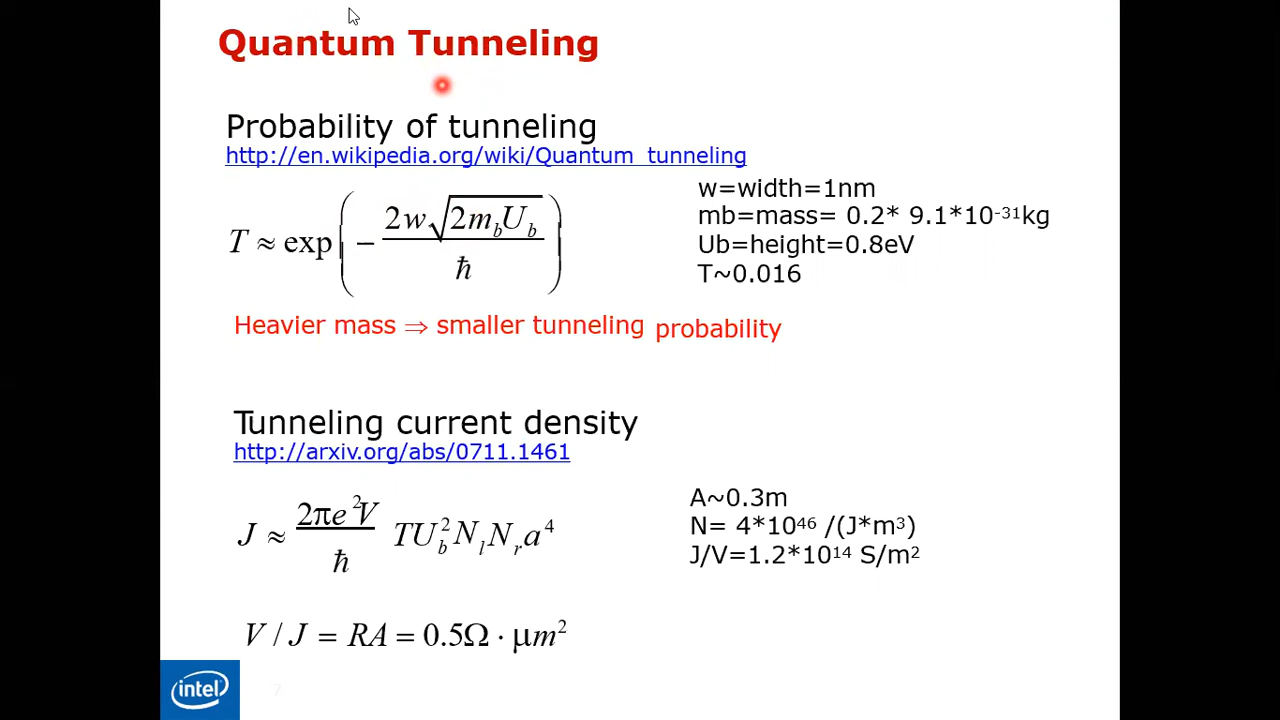 Quantum Tunneling
Probability of tunneling
http://en.wikipedia.org/wiki/Quantum_tunneling
T ≈ exp(− 2w√(2m_bU_b) / ħ)
w=width=1nm
mb=mass= 0.2* 9.1*10⁻³¹kg
Ub=height=0.8eV
T~0.016
Heavier mass ⇒ smaller tunneling probability
Tunneling current density
http://arxiv.org/abs/0711.1461
J ≈ 2πe²V / ħ TU_b²N_lN_ra⁴
A~0.3m
N= 4*10⁴⁶ /(J*m³)
J/V=1.2*10¹⁴ S/m²
V / J = RA = 0.5Ω · μm²
intel
7